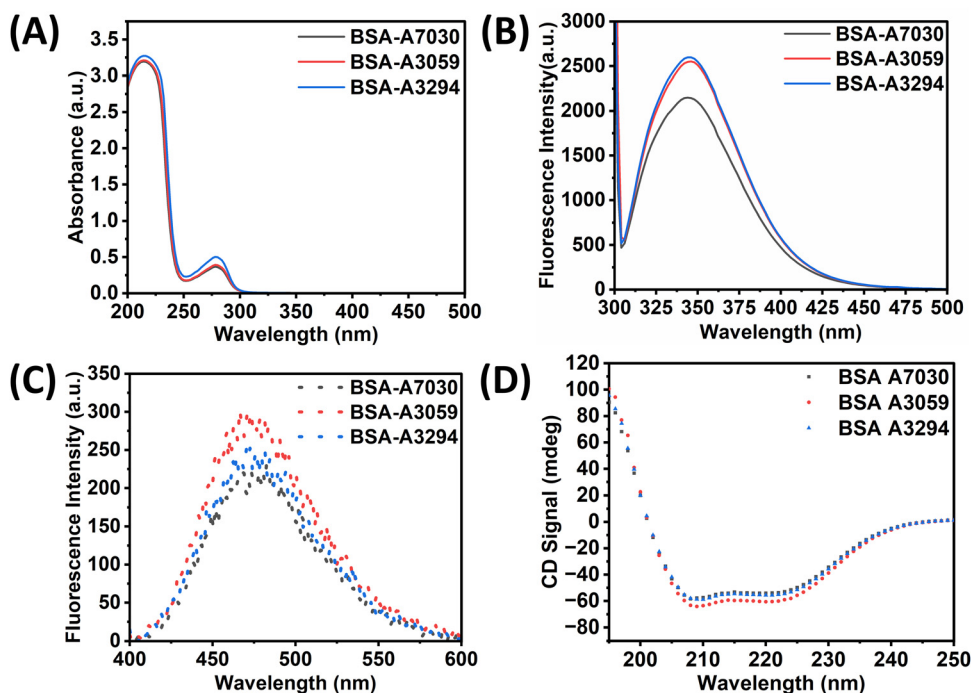 (A)
BSA-A7030
BSA-A3059
BSA-A3294
3.5
3.0
2.5
2.0
1.5
1.0
0.5
0.0
Absorbance (a.u.)
200 250 300 350 400 450 500
Wavelength (nm)
(B)
BSA-A7030
BSA-A3059
BSA-A3294
3000
2500
2000
1500
1000
500
0
Fluorescence Intensity(a.u.)
300 325 350 375 400 425 450 475 500
Wavelength (nm)
(C)
BSA-A7030
BSA-A3059
BSA-A3294
350
300
250
200
150
100
50
0
Fluorescence Intensity (a.u.)
400 450 500 550 600
Wavelength (nm)
(D)
BSA A7030
BSA A3059
BSA A3294
120
100
80
60
40
20
0
−20
−40
−60
−80
CD Signal (mdeg)
200 210 220 230 240 250
Wavelength (nm)